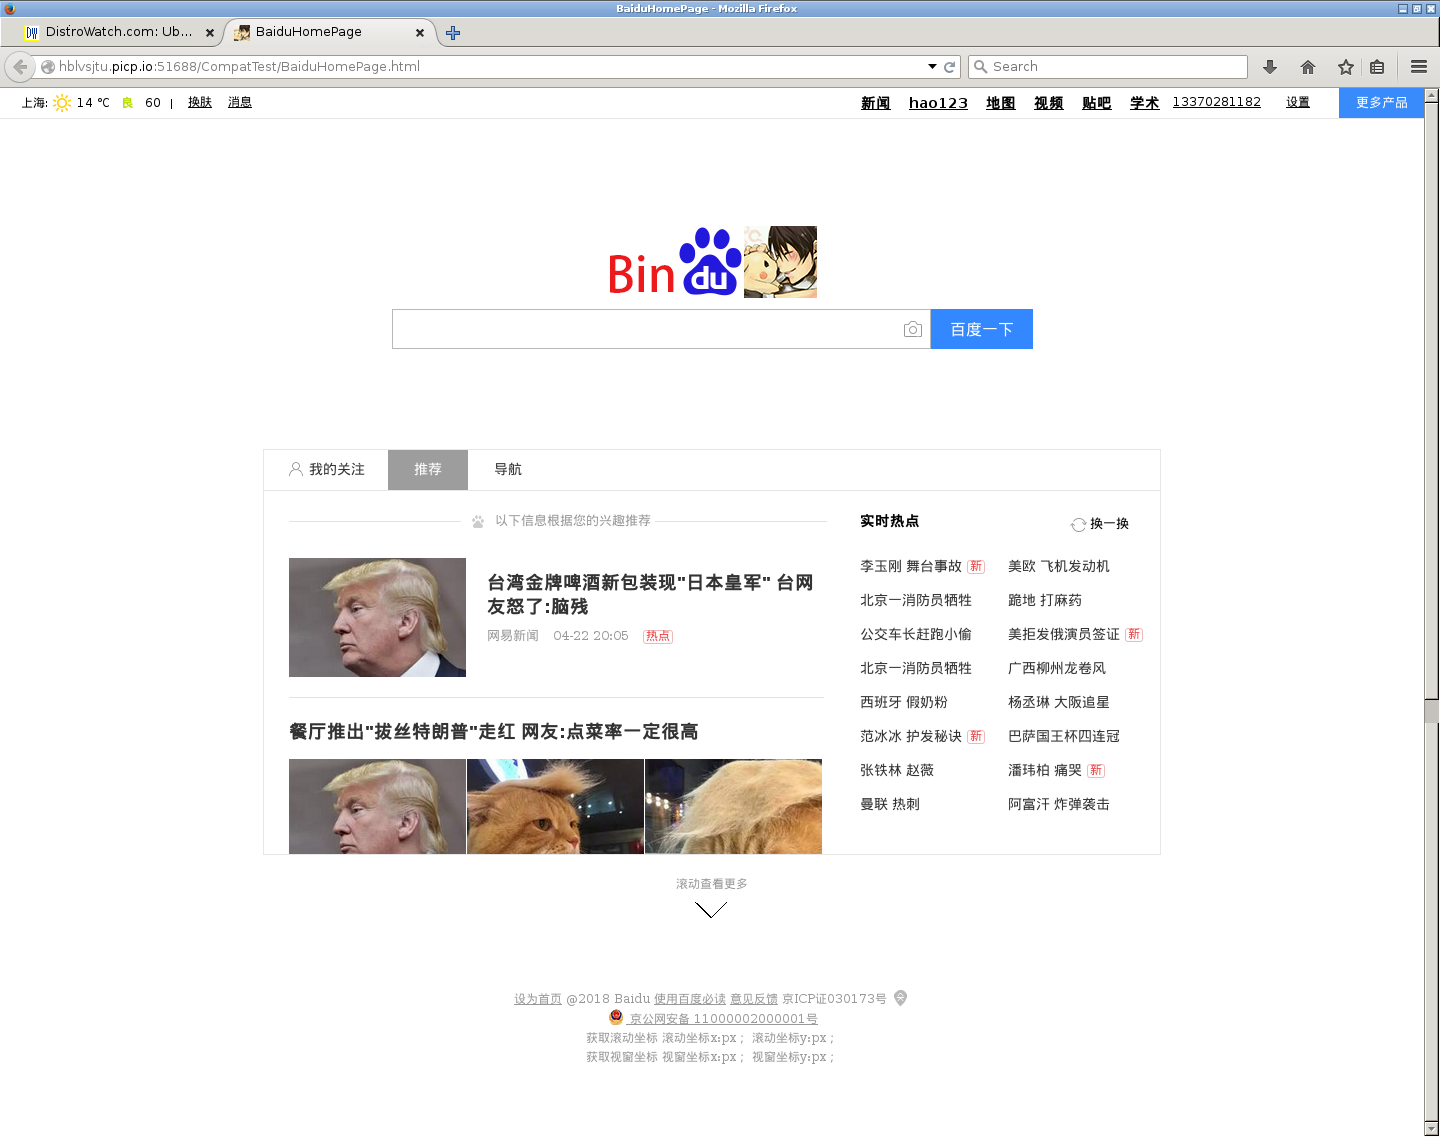 BaiduHomePage - Mozilla Firefox
DistroWatch.com: Ub...
BaiduHomePage
hblvsjtu.picp.io:51688/CompatTest/BaiduHomePage.html
Search
上海: 14 ℃ 良 60 | 换肤 消息
新闻 hao123 地图 视频 贴吧 学术 13370281182 设置 更多产品
Bin du
百度一下
我的关注 推荐 导航
以下信息根据您的兴趣推荐
台湾金牌啤酒新包装现"日本皇军" 台网
友怒了:脑残
网易新闻 04-22 20:05 热点
餐厅推出"拔丝特朗普"走红 网友:点菜率一定很高
实时热点 换一换
李玉刚 舞台事故 新 美欧 飞机发动机
北京一消防员牺牲 跪地 打麻药
公交车长赶跑小偷 美拒发俄演员签证 新
北京一消防员牺牲 广西柳州龙卷风
西班牙 假奶粉 杨丞琳 大阪追星
范冰冰 护发秘诀 新 巴萨国王杯四连冠
张铁林 赵薇 潘玮柏 痛哭 新
曼联 热刺 阿富汗 炸弹袭击
滚动查看更多
设为首页 @2018 Baidu 使用百度必读 意见反馈 京ICP证030173号
京公网安备 11000002000001号
获取滚动坐标 滚动坐标x:px； 滚动坐标y:px；
获取视窗坐标 视窗坐标x:px； 视窗坐标y:px；